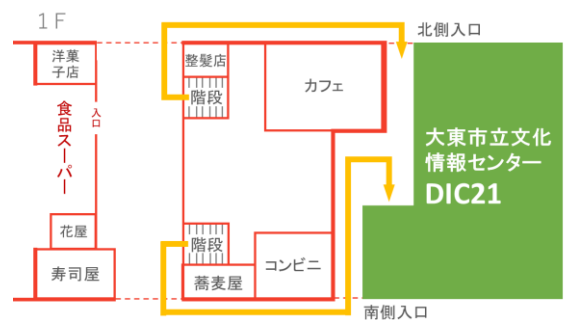 1F
北側入口
洋菓
子店
整髪店
階段
カフェ
食品スーパー
入口
大東市立文化
情報センター
DIC21
花屋
階段
寿司屋
蕎麦屋
コンビニ
南側入口